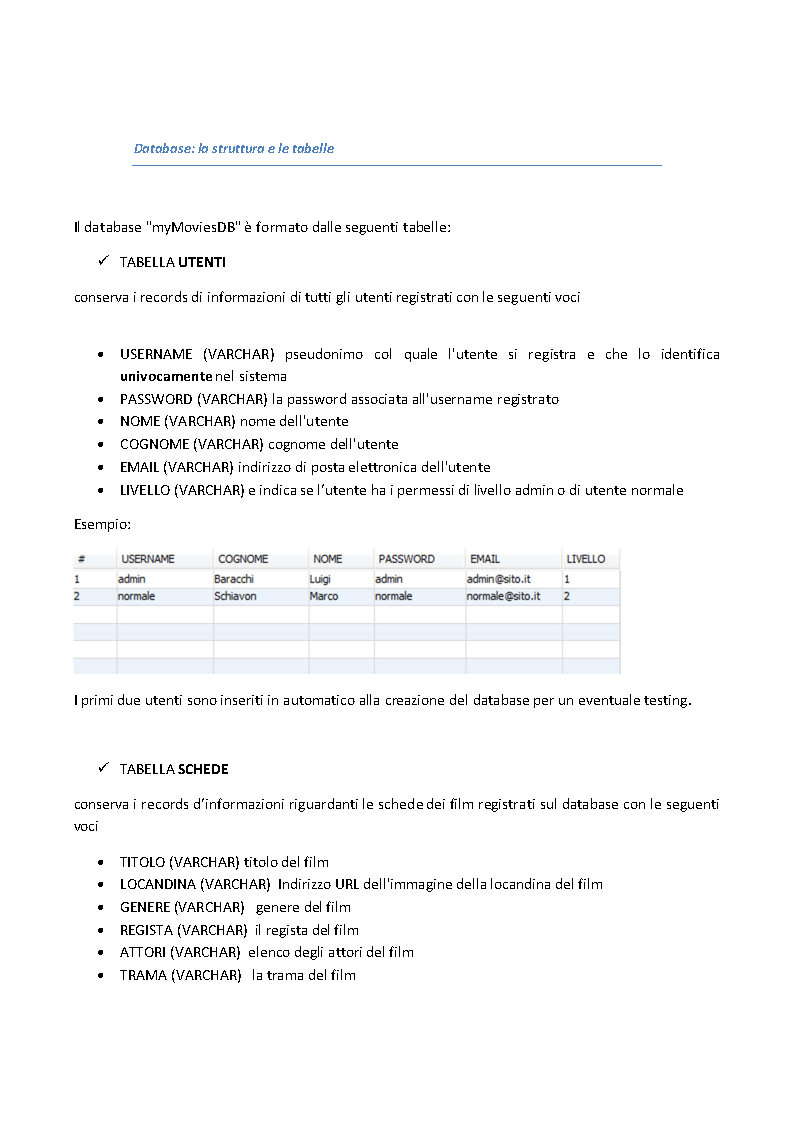 Database: la struttura e le tabelle
Il database "myMoviesDB" è formato dalle seguenti tabelle:
✓ TABELLA UTENTI
conserva i records di informazioni di tutti gli utenti registrati con le seguenti voci
• USERNAME (VARCHAR) pseudonimo col quale l'utente si registra e che lo identifica
univocamente nel sistema
• PASSWORD (VARCHAR) la password associata all'username registrato
• NOME (VARCHAR) nome dell'utente
• COGNOME (VARCHAR) cognome dell'utente
• EMAIL (VARCHAR) indirizzo di posta elettronica dell'utente
• LIVELLO (VARCHAR) e indica se l’utente ha i permessi di livello admin o di utente normale
Esempio:
# USERNAME COGNOME NOME PASSWORD EMAIL LIVELLO
1 admin Baracchi Luigi admin admin@sito.it 1
2 normale Schiavon Marco normale normale@sito.it 2
I primi due utenti sono inseriti in automatico alla creazione del database per un eventuale testing.
✓ TABELLA SCHEDE
conserva i records d’informazioni riguardanti le schede dei film registrati sul database con le seguenti
voci
• TITOLO (VARCHAR) titolo del film
• LOCANDINA (VARCHAR) Indirizzo URL dell'immagine della locandina del film
• GENERE (VARCHAR) genere del film
• REGISTA (VARCHAR) il regista del film
• ATTORI (VARCHAR) elenco degli attori del film
• TRAMA (VARCHAR) la trama del film